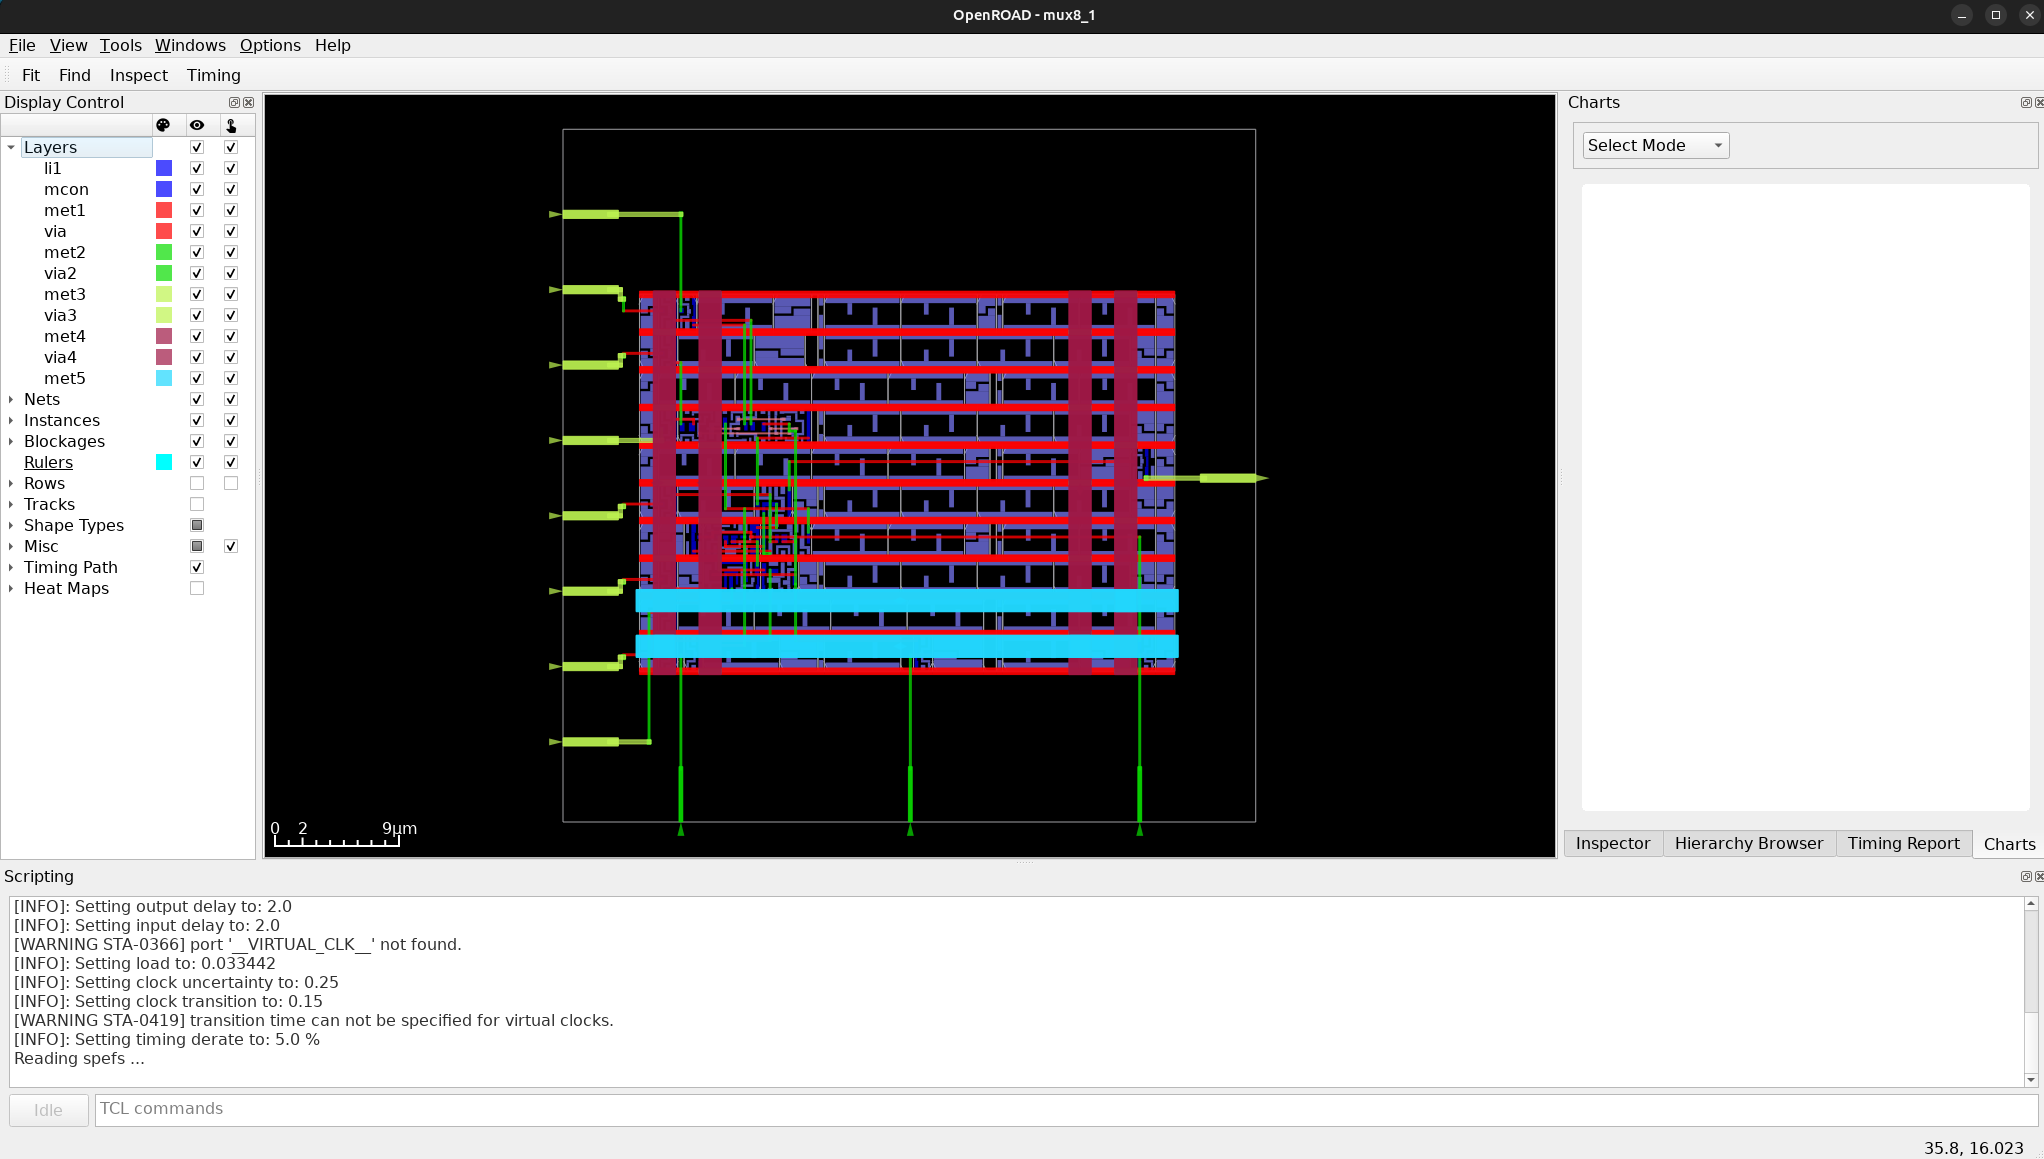 OpenROAD - mux8_1
File View Tools Windows Options Help
Fit Find Inspect Timing
Display Control
Layers
li1
mcon
met1
via
met2
via2
met3
via3
met4
via4
met5
Nets
Instances
Blockages
Rulers
Rows
Tracks
Shape Types
Misc
Timing Path
Heat Maps
0 2 9μm
Charts
Select Mode
Inspector Hierarchy Browser Timing Report Charts
Scripting
[INFO]: Setting output delay to: 2.0
[INFO]: Setting input delay to: 2.0
[WARNING STA-0366] port '__VIRTUAL_CLK__' not found.
[INFO]: Setting load to: 0.033442
[INFO]: Setting clock uncertainty to: 0.25
[INFO]: Setting clock transition to: 0.15
[WARNING STA-0419] transition time can not be specified for virtual clocks.
[INFO]: Setting timing derate to: 5.0 %
Reading spefs ...
Idle TCL commands
35.8, 16.023